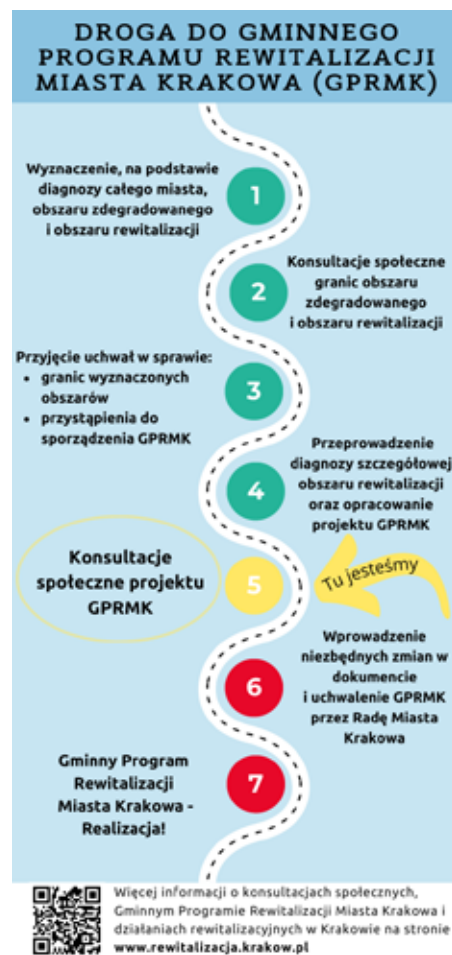 DROGA DO GMINNEGO
PROGRAMU REWITALIZACJI
MIASTA KRAKOWA (GPRMK)
Wyznaczenie, na podstawie
diagnozy całego miasta,
obszaru zdegradowanego
i obszaru rewitalizacji
1
2
Konsultacje społeczne
granic obszaru
zdegradowanego
i obszaru rewitalizacji
Przyjęcie uchwał w sprawie:
• granic wyznaczonych
obszarów
• przystąpienia do
sporządzenia GPRMK
3
4
Przeprowadzenie
diagnozy szczegółowej
obszaru rewitalizacji
oraz opracowanie
projektu GPRMK
Konsultacje
społeczne projektu
GPRMK
5
Tu jesteśmy
6
Wprowadzenie
niezbędnych zmian w
dokumencie
i uchwalenie GPRMK
przez Radę Miasta
Krakowa
Gminny Program
Rewitalizacji
Miasta Krakowa -
Realizacja!
7
Więcej informacji o konsultacjach społecznych,
Gminnym Programie Rewitalizacji Miasta Krakowa i
działaniach rewitalizacyjnych w Krakowie na stronie
www.rewitalizacja.krakow.pl